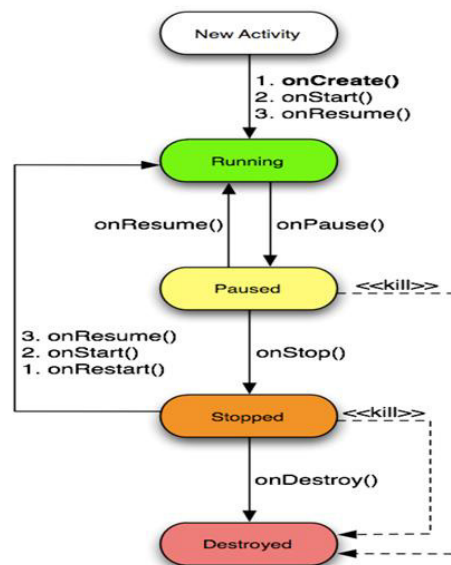 New Activity
1. onCreate()
2. onStart()
3. onResume()
Running
onResume()
onPause()
Paused
<<kill>>
3. onResume()
2. onStart()
1. onRestart()
onStop()
Stopped
<<kill>>
onDestroy()
Destroyed